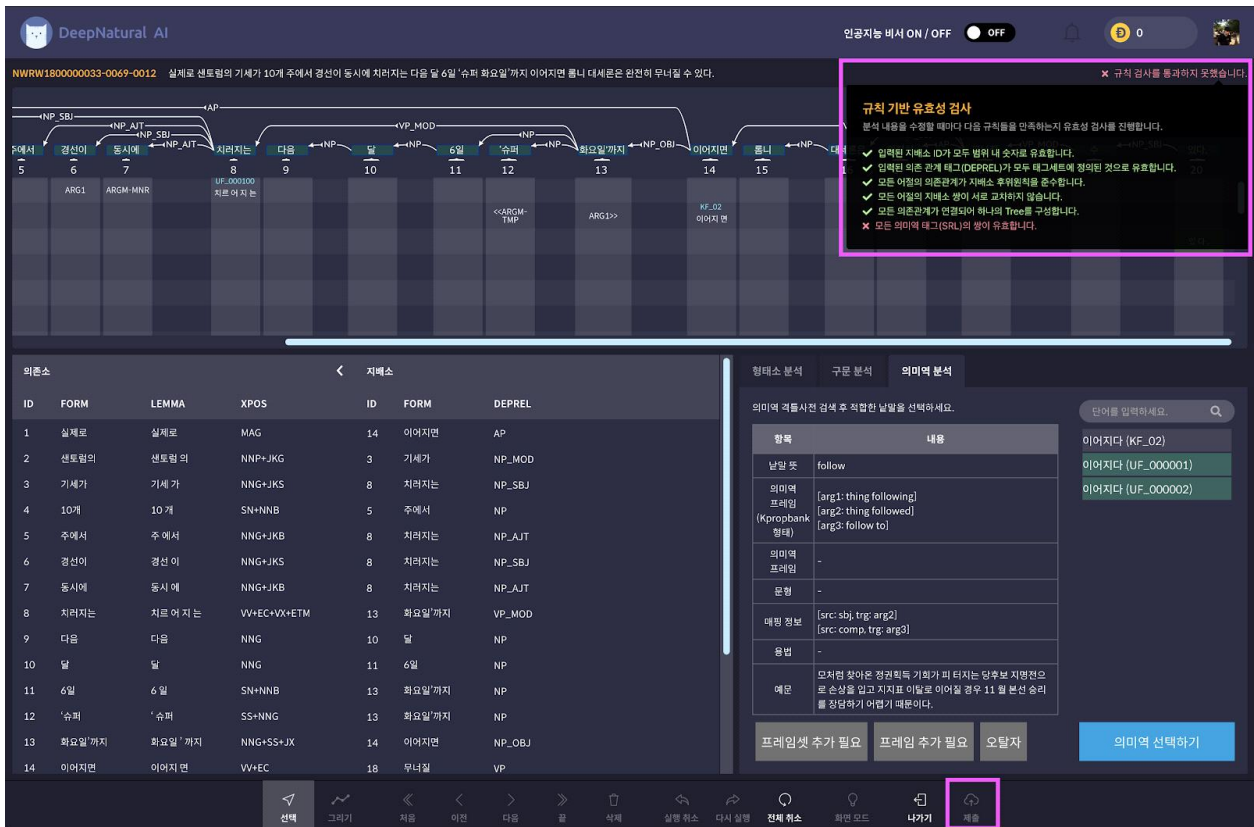 DeepNatural AI
인공지능 비서 ON / OFF
OFF
0
NWRW1800000033-0069-0012 실제로 샌토럼의 기세가 10개 주에서 경선이 동시에 치러지는 다음 달 6일 ‘슈퍼 화요일’까지 이어지면 롬니 대세론은 완전히 무너질 수 있다.
✖ 규칙 검사를 통과하지 못했습니다.
규칙 기반 유효성 검사
분석 내용을 수정할 때마다 다음 규칙들을 만족하는지 유효성 검사를 진행합니다.
✔ 입력된 지배소 ID가 모두 범위 내 숫자로 유효합니다.
✔ 입력된 의존 관계 태그(DEPREL)가 모두 태그세트에 정의된 것으로 유효합니다.
✔ 모든 어절의 의존관계가 지배소 후위원칙을 준수합니다.
✔ 모든 어절의 지배소 쌍이 서로 교차하지 않습니다.
✔ 모든 의존관계가 연결되어 하나의 Tree를 구성합니다.
✖ 모든 의미역 태그(SRL)의 쌍이 유효합니다.
AP
NP_SBJ
NP_AJT VP_MOD
NP_SBJ NP
NP_AJT NP NP NP NP_OBJ NP
주에서 경선이 동시에 치러지는 다음 달 6일 ‘슈퍼 화요일’까지 이어지면 롬니
5 6 7 8 9 10 11 12 13 14 15 20
ARG1 ARGM-MNR UF_000100 <<ARGM-TMP ARG1>> KF_02
치르 어 지 는 이어지 면
의존소 지배소
ID FORM LEMMA XPOS ID FORM DEPREL
1 실제로 실제로 MAG 14 이어지면 AP
2 샌토럼의 샌토럼 의 NNP+JKG 3 기세가 NP_MOD
3 기세가 기세 가 NNG+JKS 8 치러지는 NP_SBJ
4 10개 10 개 SN+NNB 5 주에서 NP
5 주에서 주 에서 NNG+JKB 8 치러지는 NP_AJT
6 경선이 경선 이 NNG+JKS 8 치러지는 NP_SBJ
7 동시에 동시 에 NNG+JKB 8 치러지는 NP_AJT
8 치러지는 치르 어 지 는 VV+EC+VX+ETM 13 화요일’까지 VP_MOD
9 다음 다음 NNG 10 달 NP
10 달 달 NNG 11 6일 NP
11 6일 6 일 SN+NNB 13 화요일’까지 NP
12 ‘슈퍼 ‘ 슈퍼 SS+NNG 13 화요일’까지 NP
13 화요일’까지 화요일 ’ 까지 NNG+SS+JX 14 이어지면 NP_OBJ
14 이어지면 이어지 면 VV+EC 18 무너질 VP
형태소 분석 구문 분석 의미역 분석
의미역 격틀사전 검색 후 적합한 낱말을 선택하세요.
단어를 입력하세요.
항목 내용
낱말 뜻 follow
의미역 프레임 (Kpropbank 형태)
[arg1: thing following]
[arg2: thing followed]
[arg3: follow to]
의미역 프레임 -
문형 -
매핑 정보
[src: sbj, trg: arg2]
[src: comp, trg: arg3]
용법 -
예문
모처럼 찾아온 정권획득 기회가 피 터지는 당후보 지명전으
로 손상을 입고 지지표 이탈로 이어질 경우 11 월 본선 승리
를 장담하기 어렵기 때문이다.
이어지다 (KF_02)
이어지다 (UF_000001)
이어지다 (UF_000002)
프레임셋 추가 필요 프레임 추가 필요 오탈자 의미역 선택하기
선택 그리기 처음 이전 다음 끝 삭제 실행 취소 다시 실행 전체 취소 화면 모드 나가기 제출